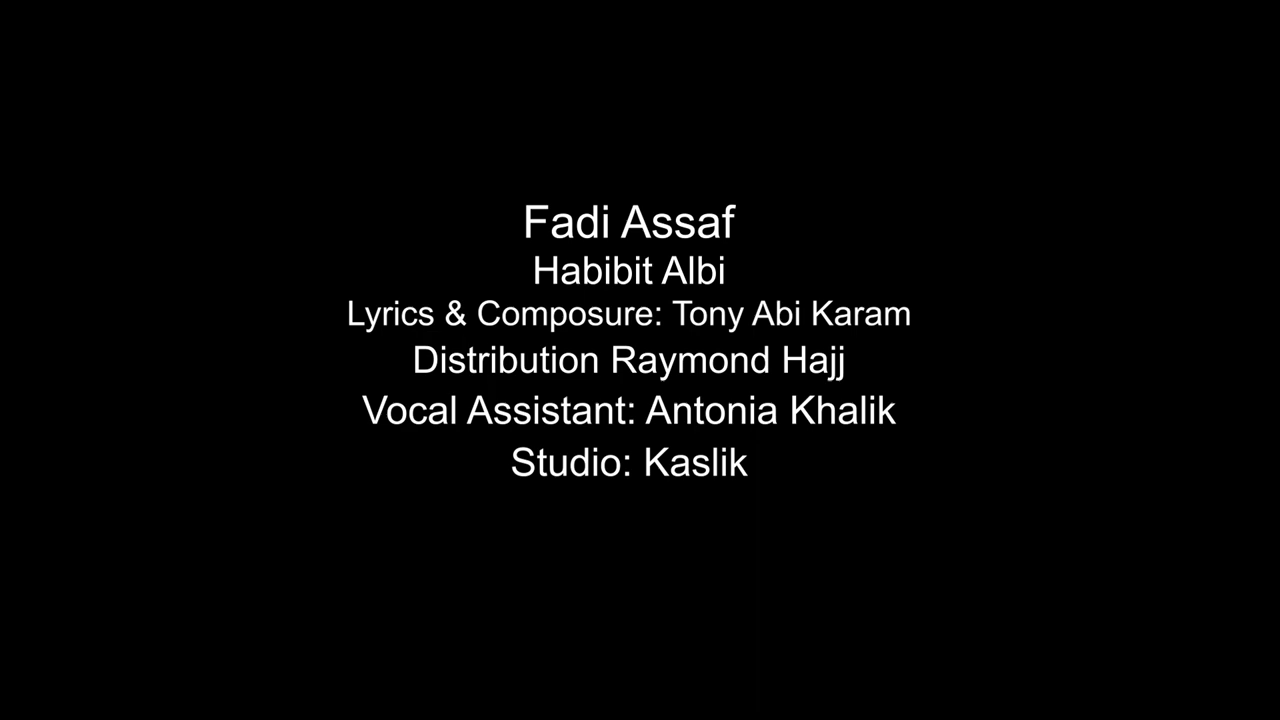 Fadi Assaf
Habibit Albi
Lyrics & Composure: Tony Abi Karam
Distribution Raymond Hajj
Vocal Assistant: Antonia Khalik
Studio: Kaslik